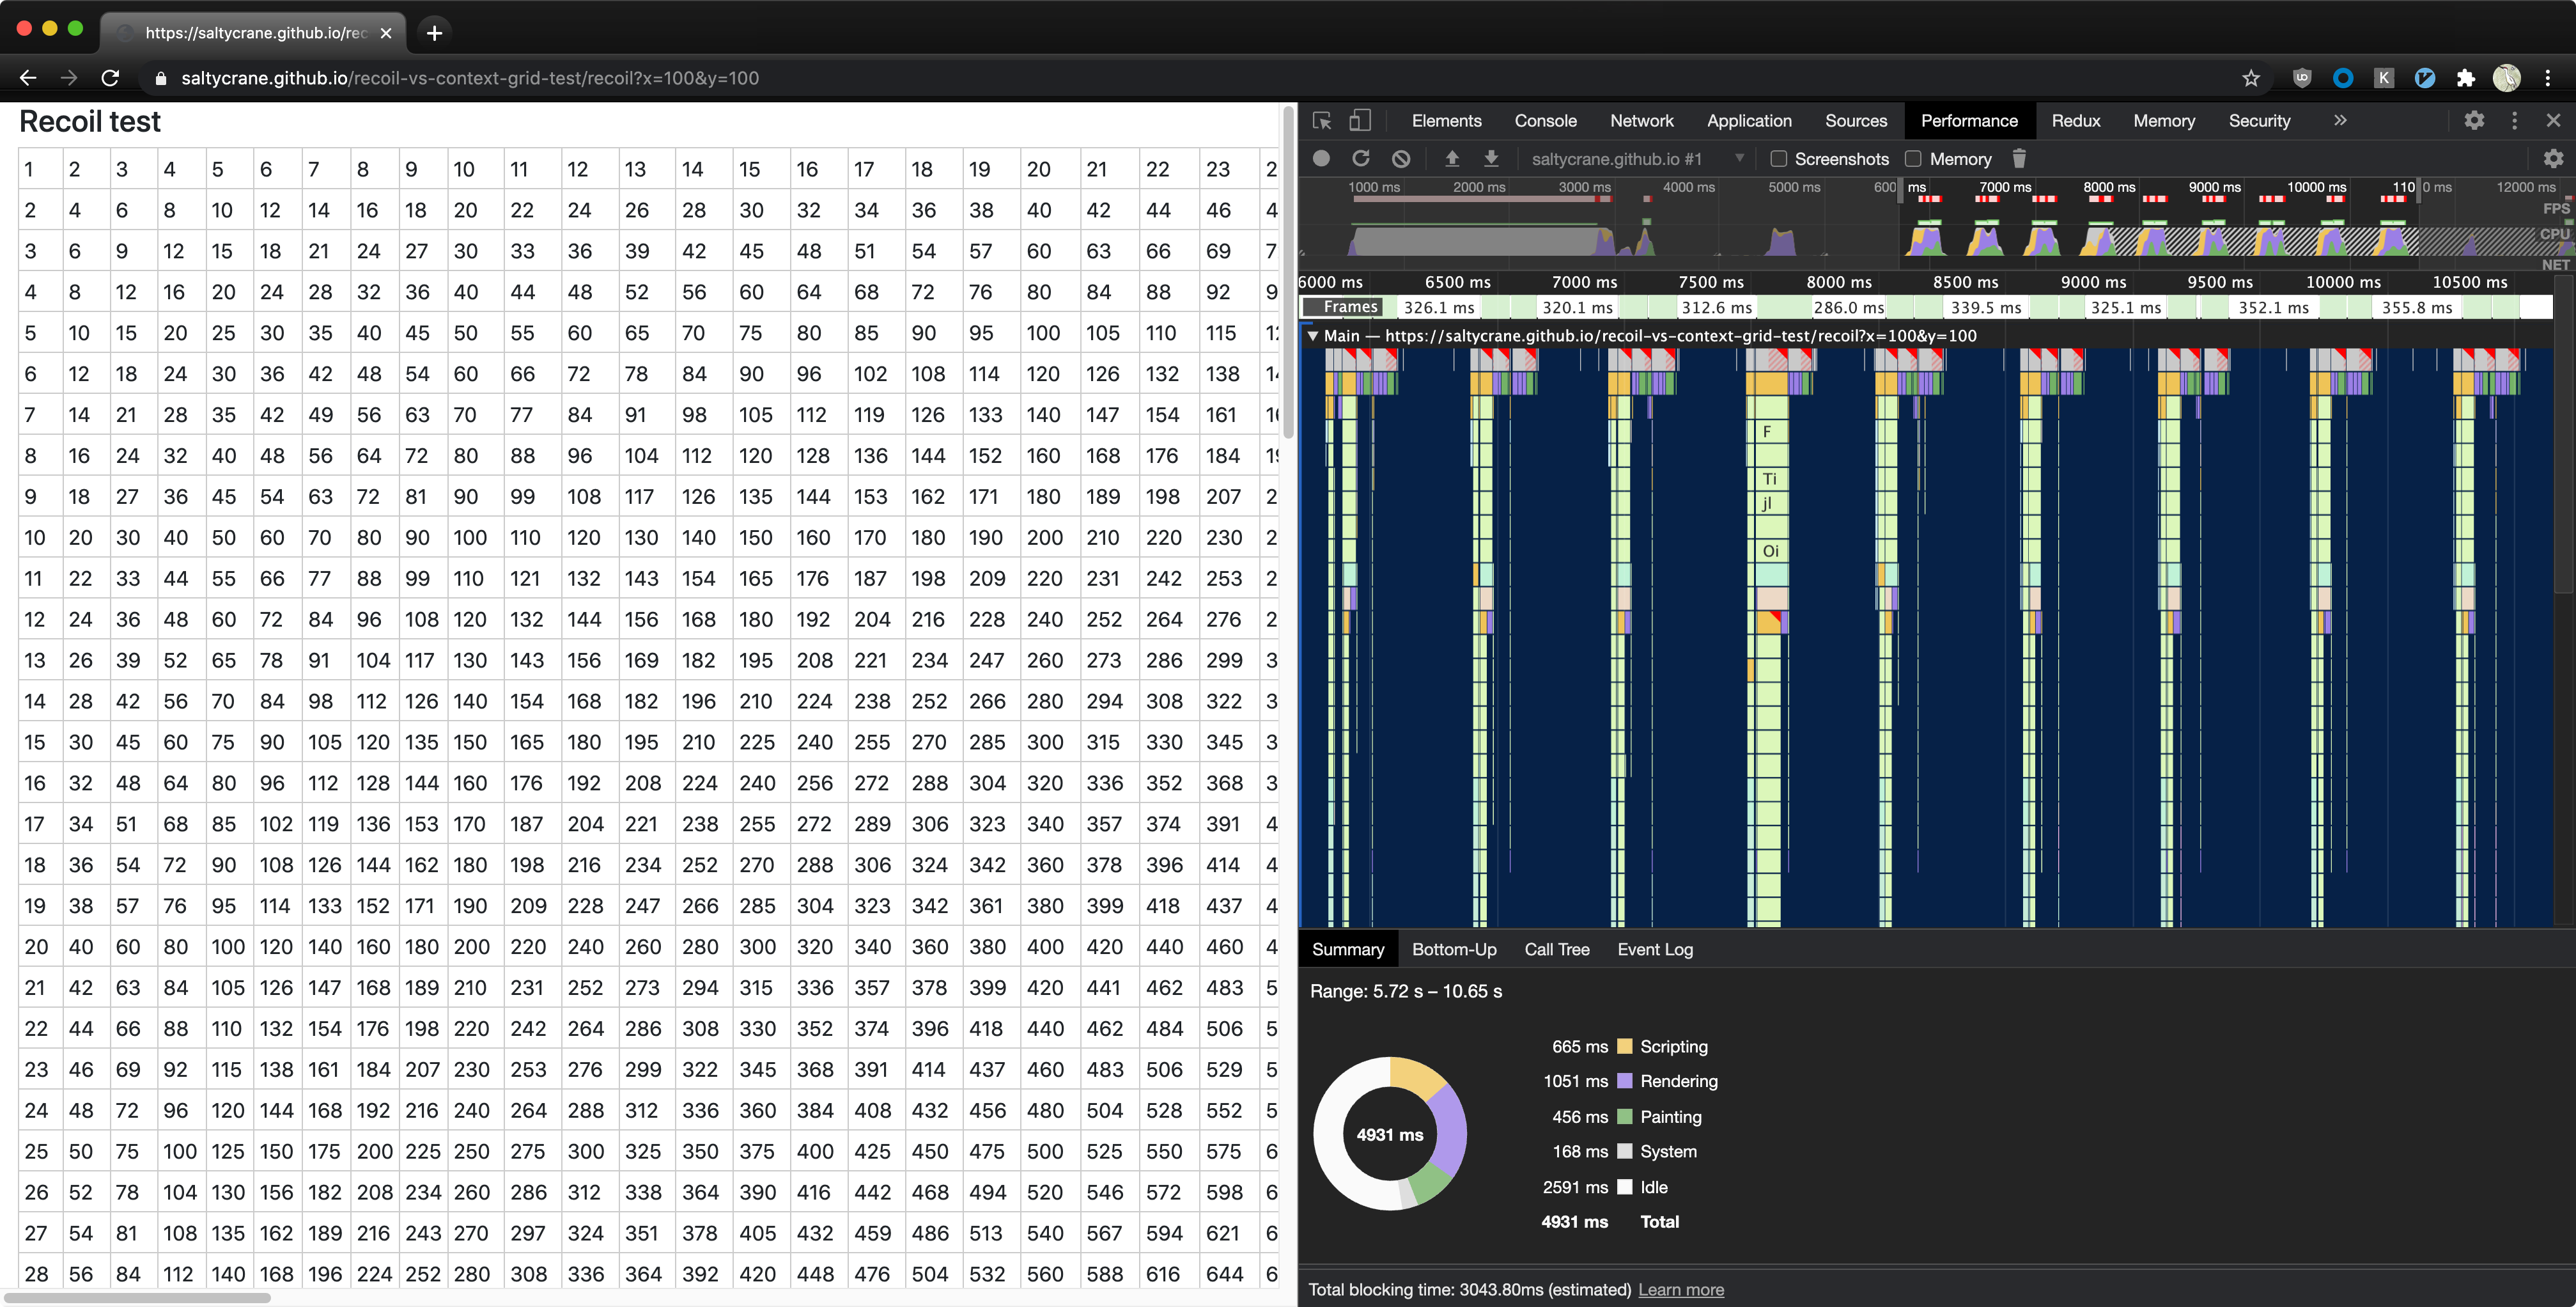 https://saltycrane.github.io/rec
saltycrane.github.io/recoil-vs-context-grid-test/recoil?x=100&y=100
Recoil test
1 2 3 4 5 6 7 8 9 10 11 12 13 14 15 16 17 18 19 20 21 22 23
2 4 6 8 10 12 14 16 18 20 22 24 26 28 30 32 34 36 38 40 42 44 46
3 6 9 12 15 18 21 24 27 30 33 36 39 42 45 48 51 54 57 60 63 66 69
4 8 12 16 20 24 28 32 36 40 44 48 52 56 60 64 68 72 76 80 84 88 92
5 10 15 20 25 30 35 40 45 50 55 60 65 70 75 80 85 90 95 100 105 110 115
6 12 18 24 30 36 42 48 54 60 66 72 78 84 90 96 102 108 114 120 126 132 138
7 14 21 28 35 42 49 56 63 70 77 84 91 98 105 112 119 126 133 140 147 154 161
8 16 24 32 40 48 56 64 72 80 88 96 104 112 120 128 136 144 152 160 168 176 184
9 18 27 36 45 54 63 72 81 90 99 108 117 126 135 144 153 162 171 180 189 198 207
10 20 30 40 50 60 70 80 90 100 110 120 130 140 150 160 170 180 190 200 210 220 230
11 22 33 44 55 66 77 88 99 110 121 132 143 154 165 176 187 198 209 220 231 242 253
12 24 36 48 60 72 84 96 108 120 132 144 156 168 180 192 204 216 228 240 252 264 276
13 26 39 52 65 78 91 104 117 130 143 156 169 182 195 208 221 234 247 260 273 286 299
14 28 42 56 70 84 98 112 126 140 154 168 182 196 210 224 238 252 266 280 294 308 322
15 30 45 60 75 90 105 120 135 150 165 180 195 210 225 240 255 270 285 300 315 330 345
16 32 48 64 80 96 112 128 144 160 176 192 208 224 240 256 272 288 304 320 336 352 368
17 34 51 68 85 102 119 136 153 170 187 204 221 238 255 272 289 306 323 340 357 374 391
18 36 54 72 90 108 126 144 162 180 198 216 234 252 270 288 306 324 342 360 378 396 414
19 38 57 76 95 114 133 152 171 190 209 228 247 266 285 304 323 342 361 380 399 418 437
20 40 60 80 100 120 140 160 180 200 220 240 260 280 300 320 340 360 380 400 420 440 460
21 42 63 84 105 126 147 168 189 210 231 252 273 294 315 336 357 378 399 420 441 462 483
22 44 66 88 110 132 154 176 198 220 242 264 286 308 330 352 374 396 418 440 462 484 506
23 46 69 92 115 138 161 184 207 230 253 276 299 322 345 368 391 414 437 460 483 506 529
24 48 72 96 120 144 168 192 216 240 264 288 312 336 360 384 408 432 456 480 504 528 552
25 50 75 100 125 150 175 200 225 250 275 300 325 350 375 400 425 450 475 500 525 550 575
26 52 78 104 130 156 182 208 234 260 286 312 338 364 390 416 442 468 494 520 546 572 598
27 54 81 108 135 162 189 216 243 270 297 324 351 378 405 432 459 486 513 540 567 594 621
28 56 84 112 140 168 196 224 252 280 308 336 364 392 420 448 476 504 532 560 588 616 644
Elements Console Network Application Sources Performance Redux Memory Security
saltycrane.github.io #1 Screenshots Memory
1000 ms 2000 ms 3000 ms 4000 ms 5000 ms 600 ms 7000 ms 8000 ms 9000 ms 10000 ms 110 0 ms 12000 ms
FPS
CPU
NET
6000 ms 6500 ms 7000 ms 7500 ms 8000 ms 8500 ms 9000 ms 9500 ms 10000 ms 10500 ms
Frames 326.1 ms 320.1 ms 312.6 ms 286.0 ms 339.5 ms 325.1 ms 352.1 ms 355.8 ms
Main — https://saltycrane.github.io/recoil-vs-context-grid-test/recoil?x=100&y=100
F
Ti
jl
Oi
Summary Bottom-Up Call Tree Event Log
Range: 5.72 s – 10.65 s
4931 ms
665 ms Scripting
1051 ms Rendering
456 ms Painting
168 ms System
2591 ms Idle
4931 ms Total
Total blocking time: 3043.80ms (estimated) Learn more